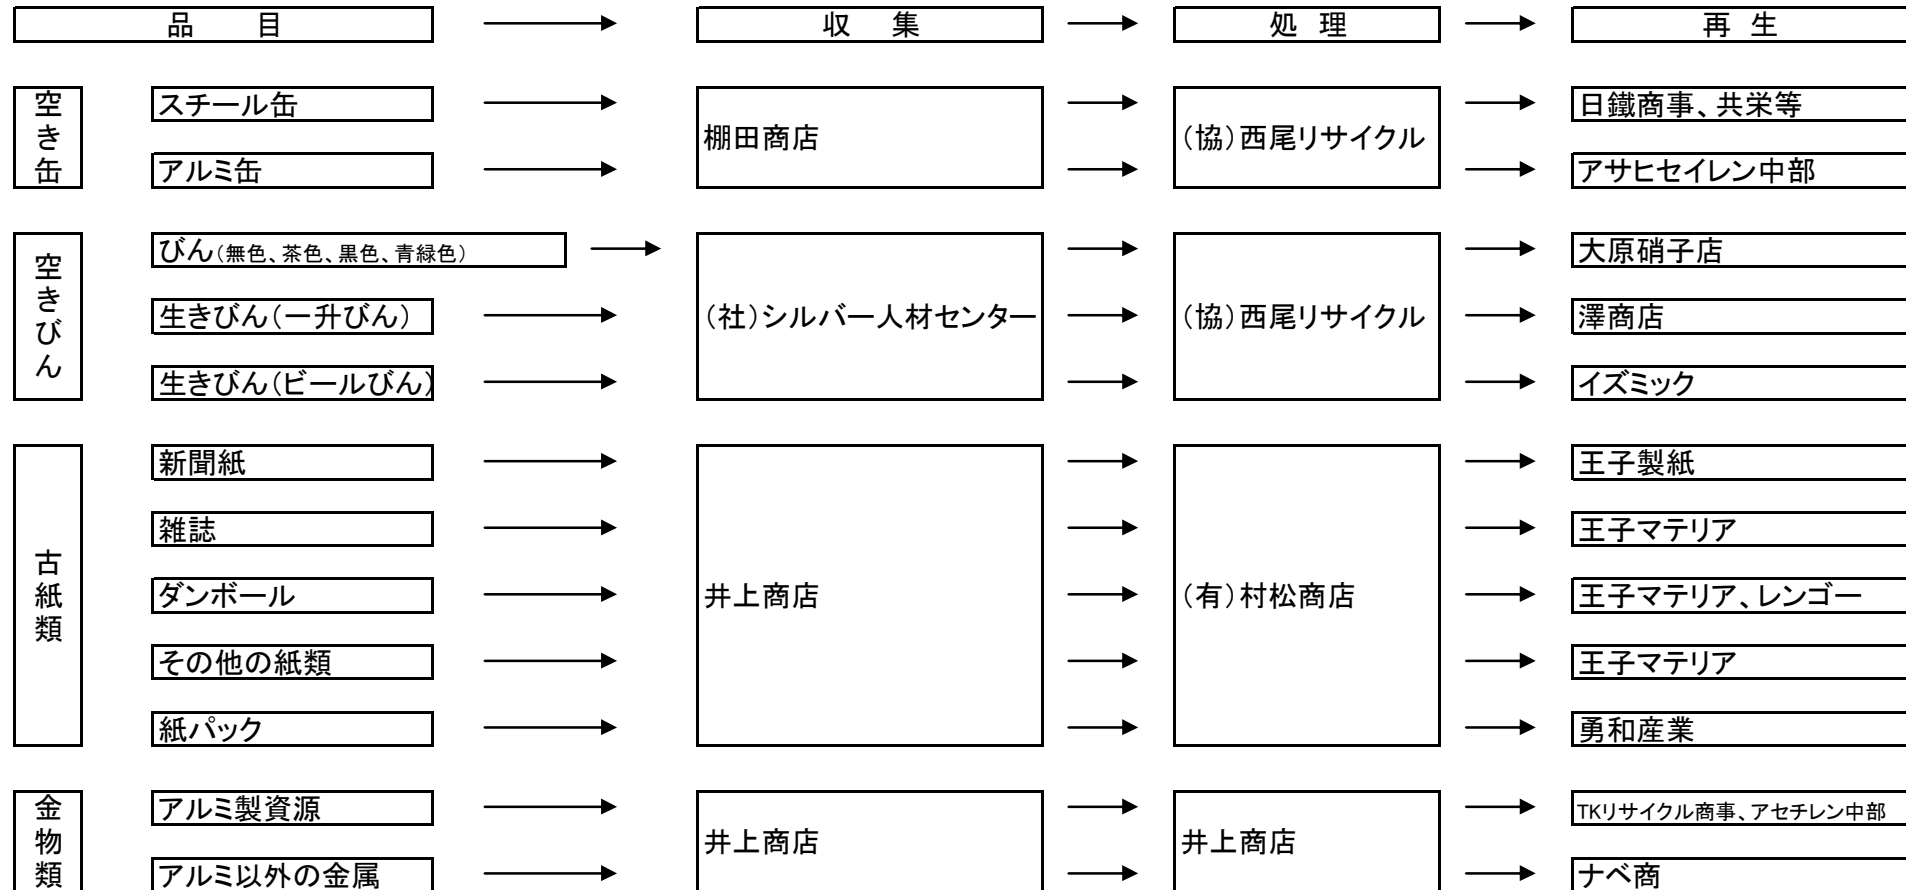 品 目 収 集 処 理 再 生
空き缶
スチール缶
棚田商店
(協)西尾リサイクル
日鐵商事、共栄等
アルミ缶
アサヒセイレン中部
空きびん
びん(無色、茶色、黒色、青緑色)
大原硝子店
生きびん(一升びん)
(社)シルバー人材センター
(協)西尾リサイクル
澤商店
生きびん(ビールびん)
イズミック
古紙類
新聞紙
王子製紙
雑誌
王子マテリア
ダンボール
井上商店
(有)村松商店
王子マテリア、レンゴー
その他の紙類
王子マテリア
紙パック
勇和産業
金物類
アルミ製資源
井上商店
井上商店
TKリサイクル商事、アセチレン中部
アルミ以外の金属
ナベ商